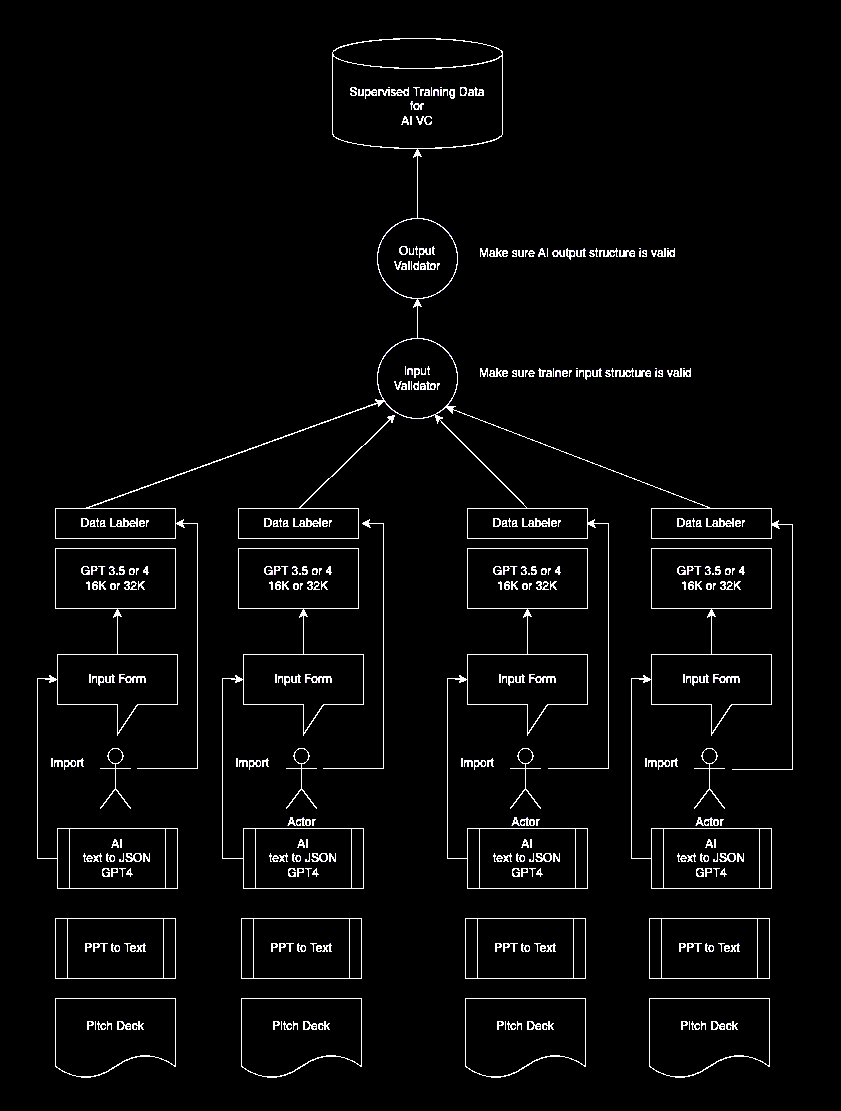 Supervised Training Data
for
AI VC
Output
Validator
Make sure AI output structure is valid
Input
Validator
Make sure trainer input structure is valid
Data Labeler
Data Labeler
Data Labeler
Data Labeler
GPT 3.5 or 4
16K or 32K
GPT 3.5 or 4
16K or 32K
GPT 3.5 or 4
16K or 32K
GPT 3.5 or 4
16K or 32K
Input Form
Input Form
Input Form
Input Form
Import
Import
Import
Import
Actor
Actor
Actor
AI
text to JSON
GPT4
AI
text to JSON
GPT4
AI
text to JSON
GPT4
AI
text to JSON
GPT4
PPT to Text
PPT to Text
PPT to Text
PPT to Text
Pitch Deck
Pitch Deck
Pitch Deck
Pitch Deck